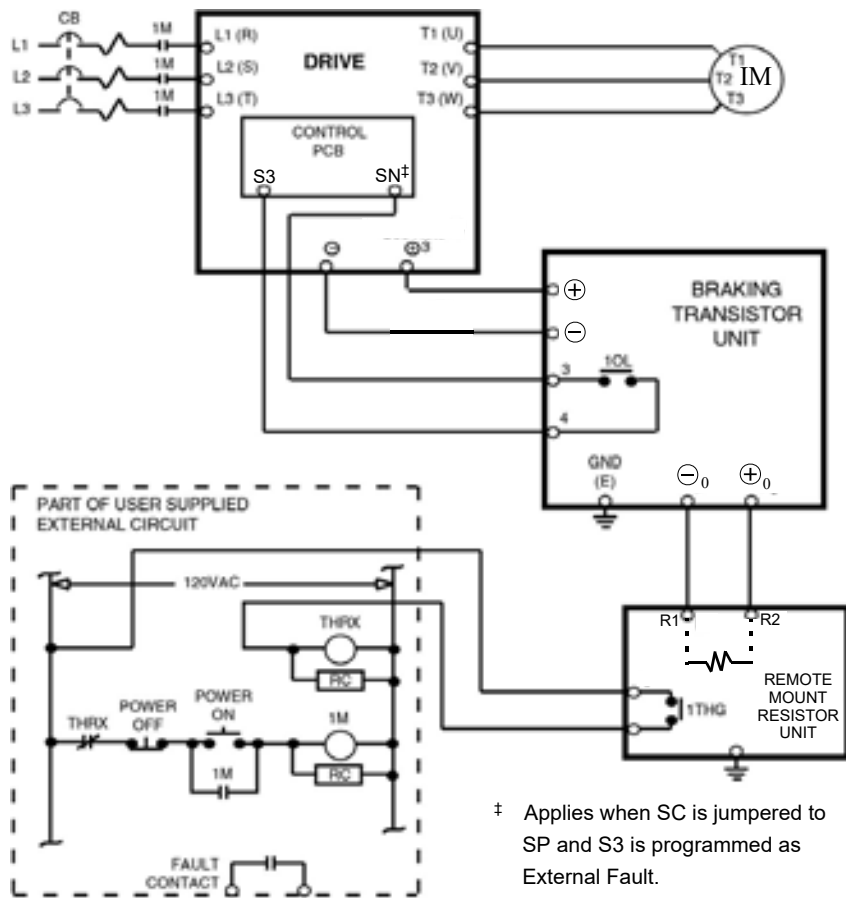 CB
1M
L1
L1 (R)
T1 (U)
1M
L2
L2 (S)
DRIVE
T2 (V)
1M
L3
L3 (T)
T3 (W)
T1
T2
IM
T3
CONTROL
PCB
S3
SN‡
⊖
⊕3
⊕
⊖
BRAKING
TRANSISTOR
UNIT
3
1OL
4
GND
(E)
⊖0
⊕0
PART OF USER SUPPLIED
EXTERNAL CIRCUIT
120VAC
THRX
RC
POWER
ON
POWER
OFF
THRX
1M
RC
1M
FAULT
CONTACT
R1
R2
1THG
REMOTE
MOUNT
RESISTOR
UNIT
‡ Applies when SC is jumpered to
SP and S3 is programmed as
External Fault.